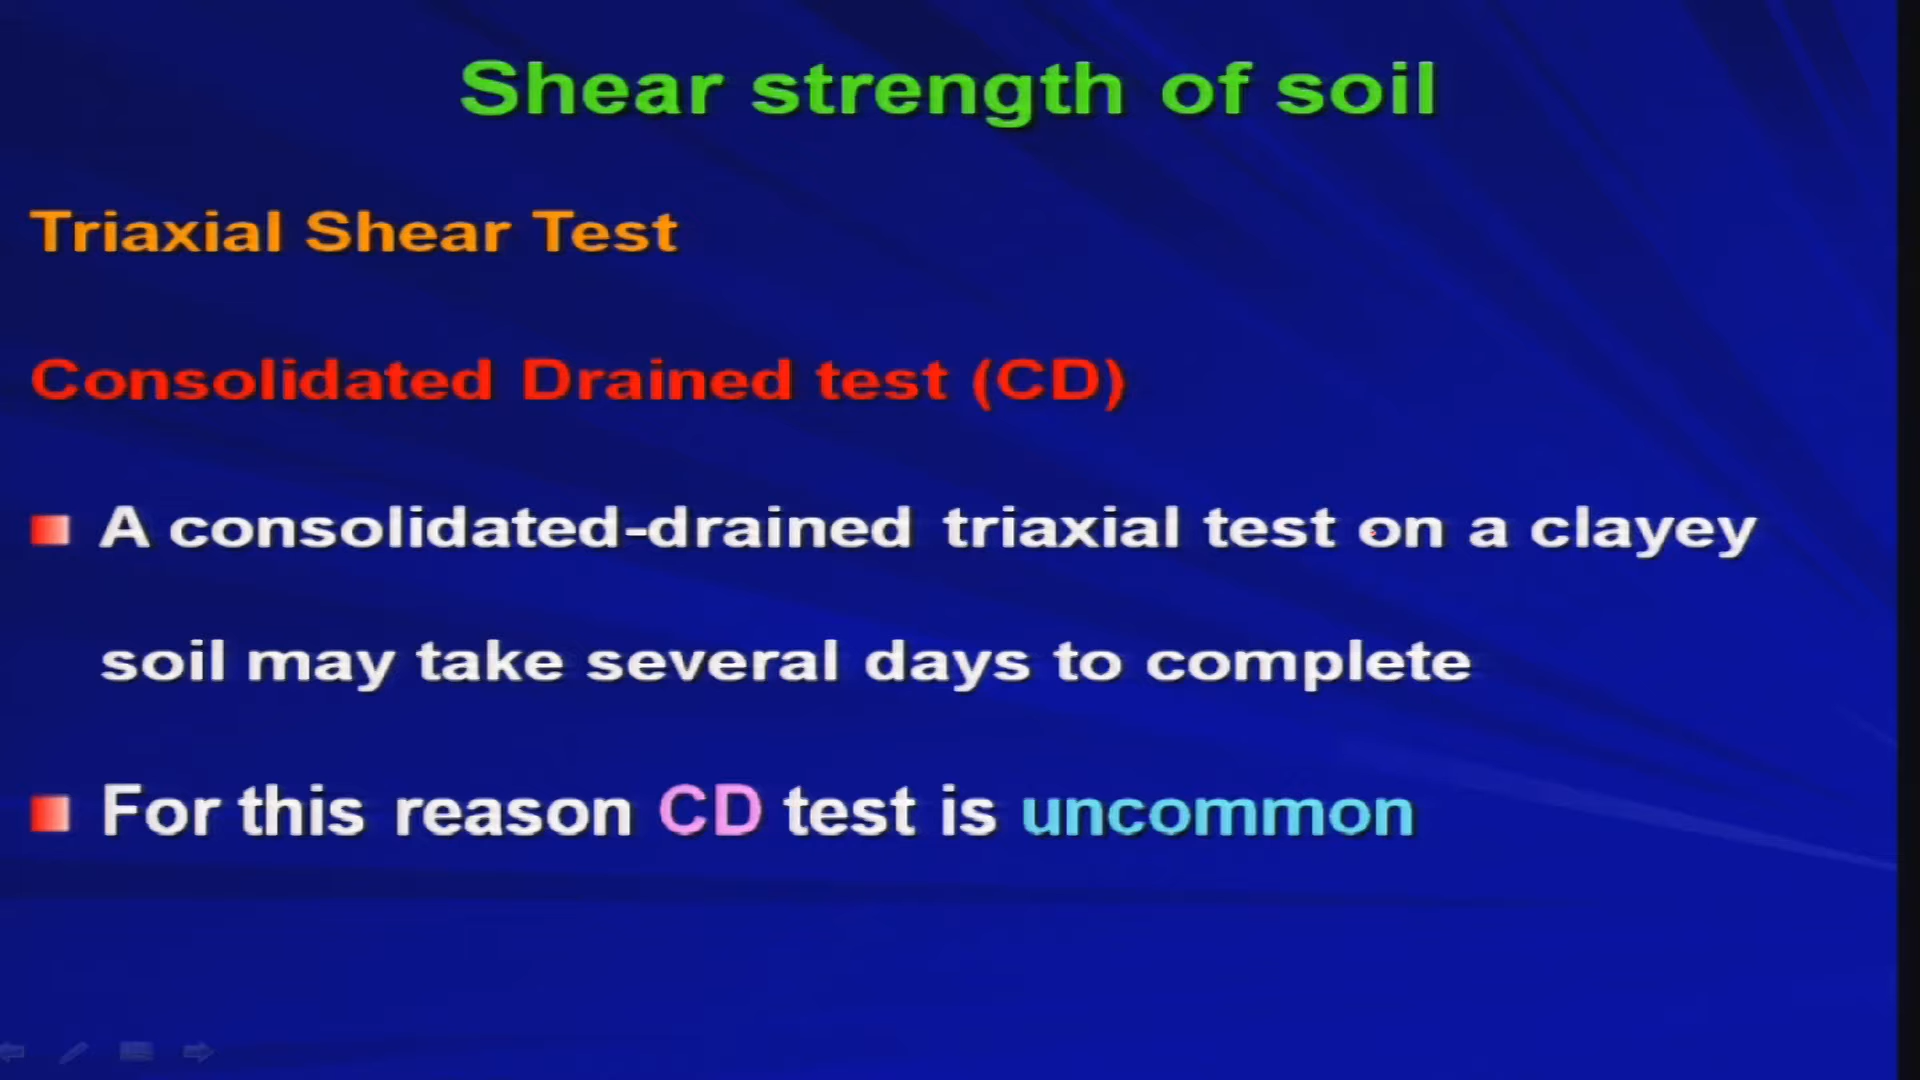 Shear strength of soil
Triaxial Shear Test
Consolidated Drained test (CD)
A consolidated-drained triaxial test on a clayey
soil may take several days to complete
For this reason CD test is uncommon